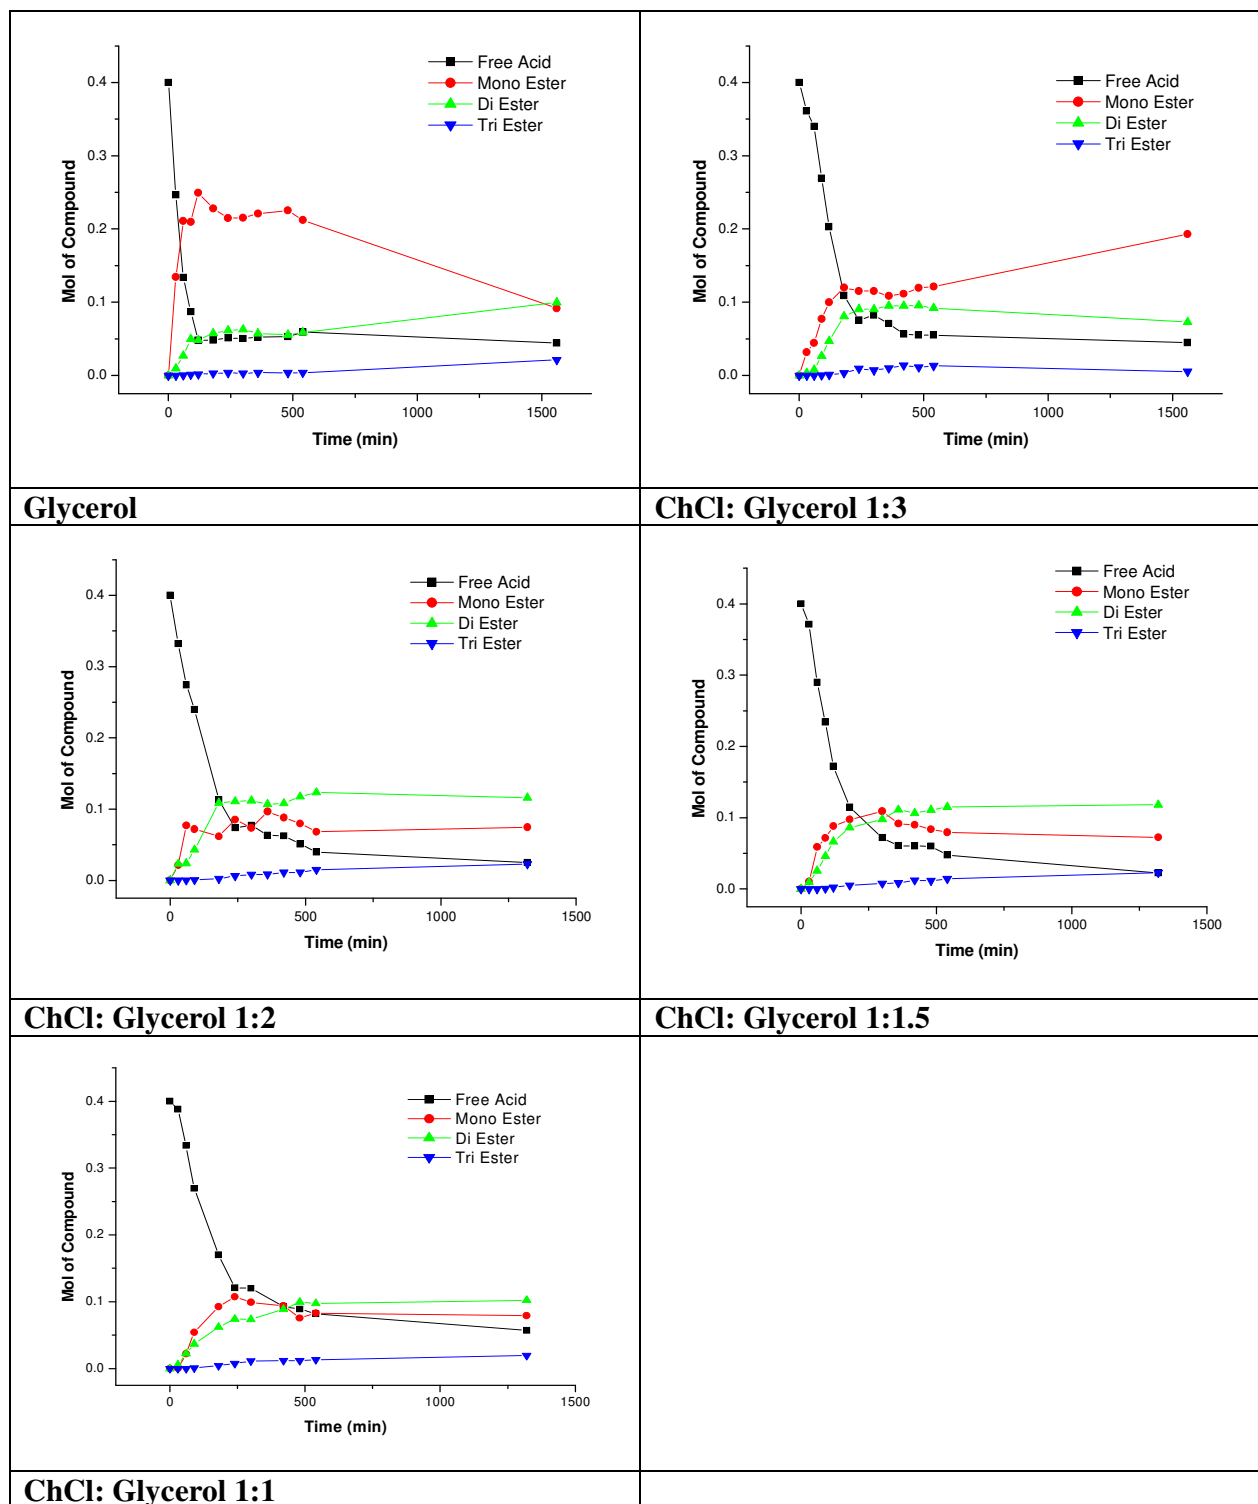 Free Acid
Mono Ester
Di Ester
Tri Ester
0.4
0.3
0.2
0.1
0.0
Mol of Compound
0 500 1000 1500
Time (min)
Glycerol
Free Acid
Mono Ester
Di Ester
Tri Ester
0.4
0.3
0.2
0.1
0.0
Mol of Compound
0 500 1000 1500
Time (min)
ChCl: Glycerol 1:3
Free Acid
Mono Ester
Di Ester
Tri Ester
0.4
0.3
0.2
0.1
0.0
Mol of Compound
0 500 1000 1500
Time (min)
ChCl: Glycerol 1:2
Free Acid
Mono Ester
Di Ester
Tri Ester
0.4
0.3
0.2
0.1
0.0
Mol of Compound
0 500 1000 1500
Time (min)
ChCl: Glycerol 1:1.5
Free Acid
Mono Ester
Di Ester
Tri Ester
0.4
0.3
0.2
0.1
0.0
Mol of Compound
0 500 1000 1500
Time (min)
ChCl: Glycerol 1:1